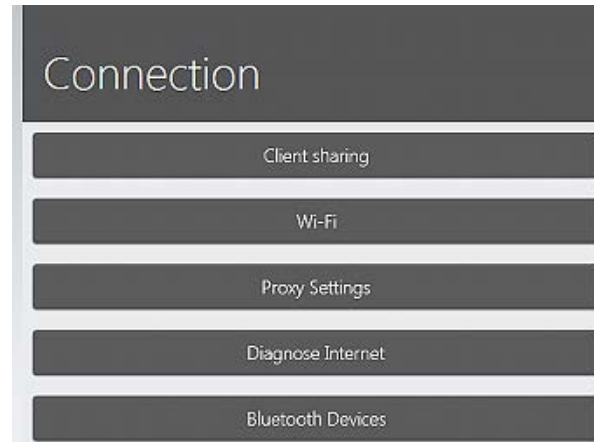 Connection
Client sharing
Wi-Fi
Proxy Settings
Diagnose Internet
Bluetooth Devices